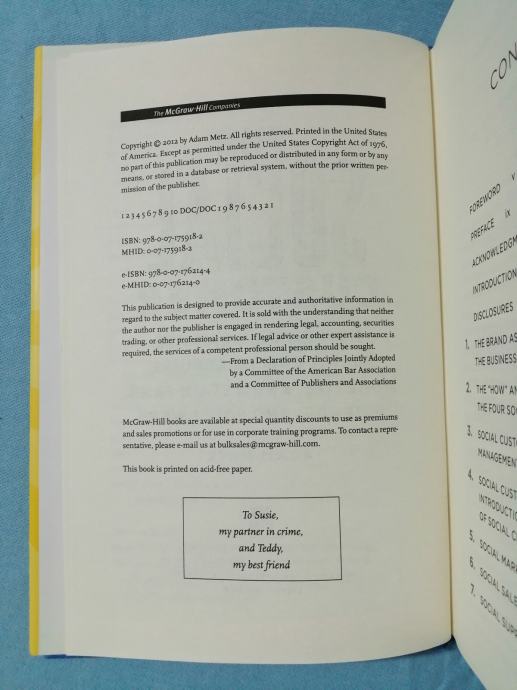 The McGraw·Hill Companies
Copyright © 2012 by Adam Metz. All rights reserved. Printed in the United States
of America. Except as permitted under the United States Copyright Act of 1976,
no part of this publication may be reproduced or distributed in any form or by any
means, or stored in a database or retrieval system, without the prior written per-
mission of the publisher.
1 2 3 4 5 6 7 8 9 10 DOC/DOC 1 9 8 7 6 5 4 3 2 1
ISBN: 978-0-07-175918-2
MHID: 0-07-175918-2
e-ISBN: 978-0-07-176214-4
e-MHID: 0-07-176214-0
This publication is designed to provide accurate and authoritative information in
regard to the subject matter covered. It is sold with the understanding that neither
the author nor the publisher is engaged in rendering legal, accounting, securities
trading, or other professional services. If legal advice or other expert assistance is
required, the services of a competent professional person should be sought.
—From a Declaration of Principles Jointly Adopted
by a Committee of the American Bar Association
and a Committee of Publishers and Associations
McGraw-Hill books are available at special quantity discounts to use as premiums
and sales promotions or for use in corporate training programs. To contact a repre-
sentative, please e-mail us at bulksales@mcgraw-hill.com.
This book is printed on acid-free paper.
To Susie,
my partner in crime,
and Teddy,
my best friend
CON
FOREWORD v
PREFACE ix
ACKNOWLEDGM
INTRODUCTION
DISCLOSURES
1. THE BRAND AS
THE BUSINESS
2. THE "HOW" AN
THE FOUR SO
3. SOCIAL CUST
MANAGEMEN
4. SOCIAL CUST
INTRODUCTIO
OF SOCIAL C
5. SOCIAL MARK
6. SOCIAL SALE
7. SOCIAL SUPP